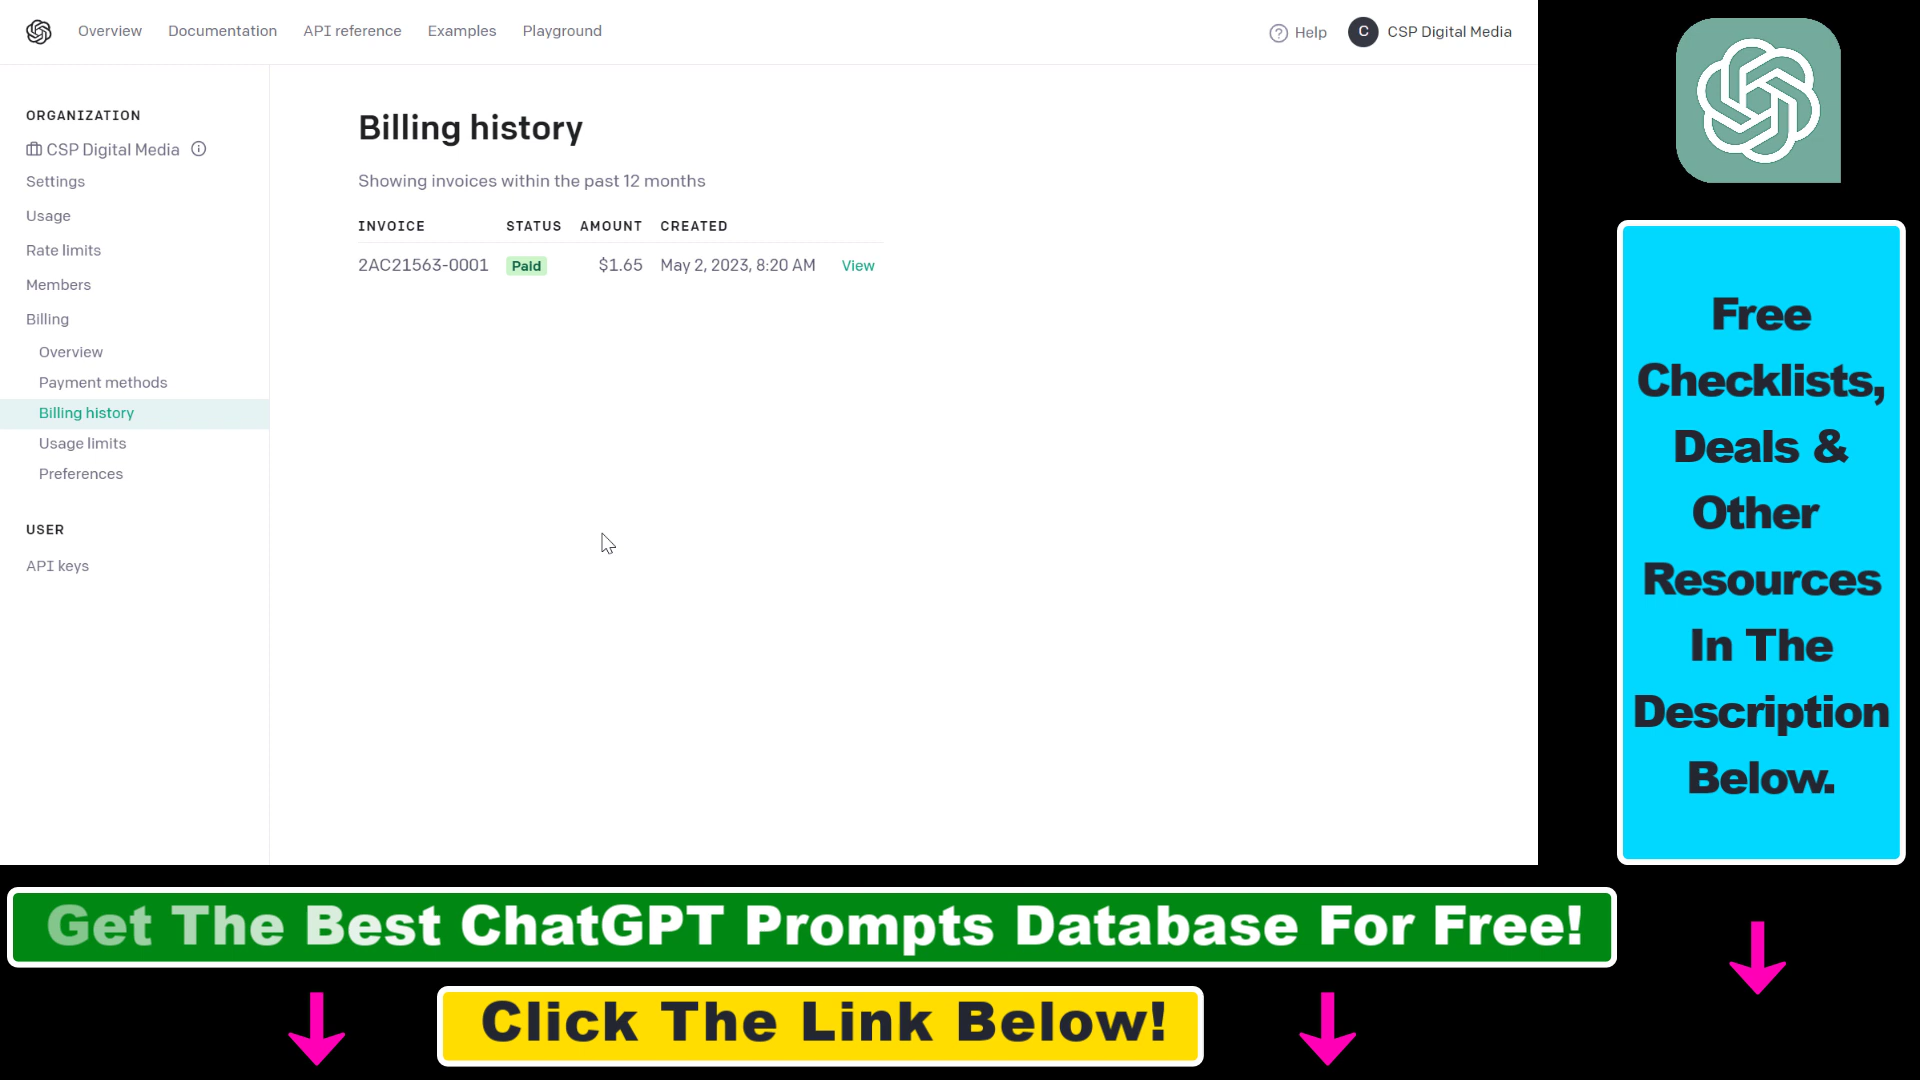 Overview Documentation API reference Examples Playground
Help C CSP Digital Media
ORGANIZATION
CSP Digital Media
Settings
Usage
Rate limits
Members
Billing
Overview
Payment methods
Billing history
Usage limits
Preferences
USER
API keys
Billing history
Showing invoices within the past 12 months
INVOICE STATUS AMOUNT CREATED
2AC21563-0001 Paid $1.65 May 2, 2023, 8:20 AM View
Free
Checklists,
Deals &
Other
Resources
In The
Description
Below.
Get The Best ChatGPT Prompts Database For Free!
Click The Link Below!